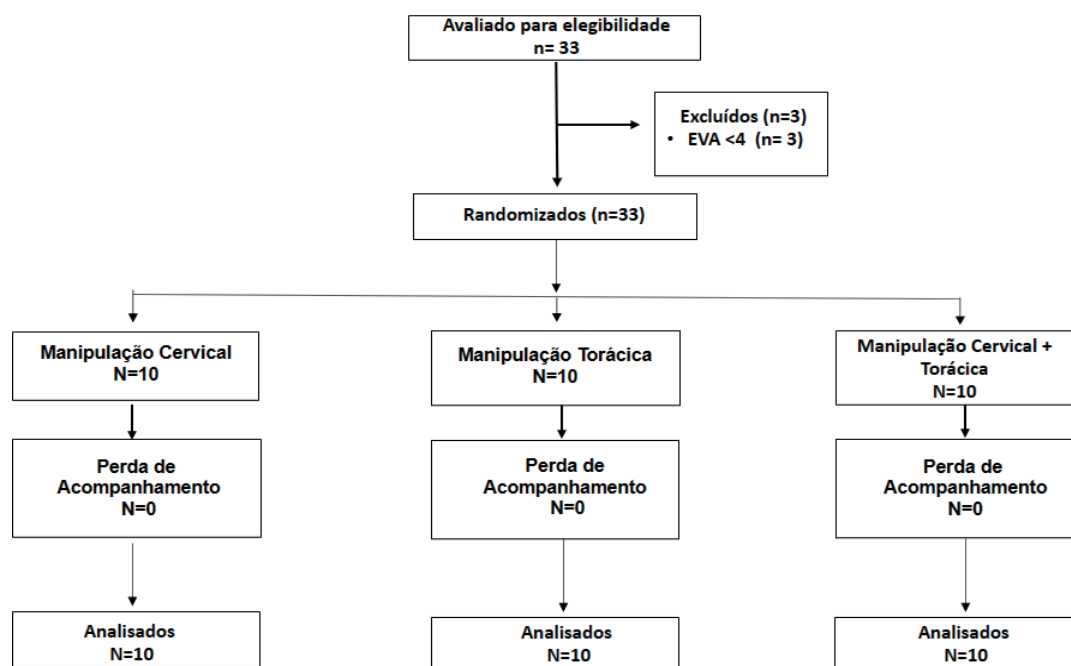 Avaliado para elegibilidade
n= 33
Excluídos (n=3)
• EVA <4 (n= 3)
Randomizados (n=33)
Manipulação Cervical
N=10
Manipulação Torácica
N=10
Manipulação Cervical +
Torácica
N=10
Perda de
Acompanhamento
N=0
Perda de
Acompanhamento
N=0
Perda de
Acompanhamento
N=0
Analisados
N=10
Analisados
N=10
Analisados
N=10